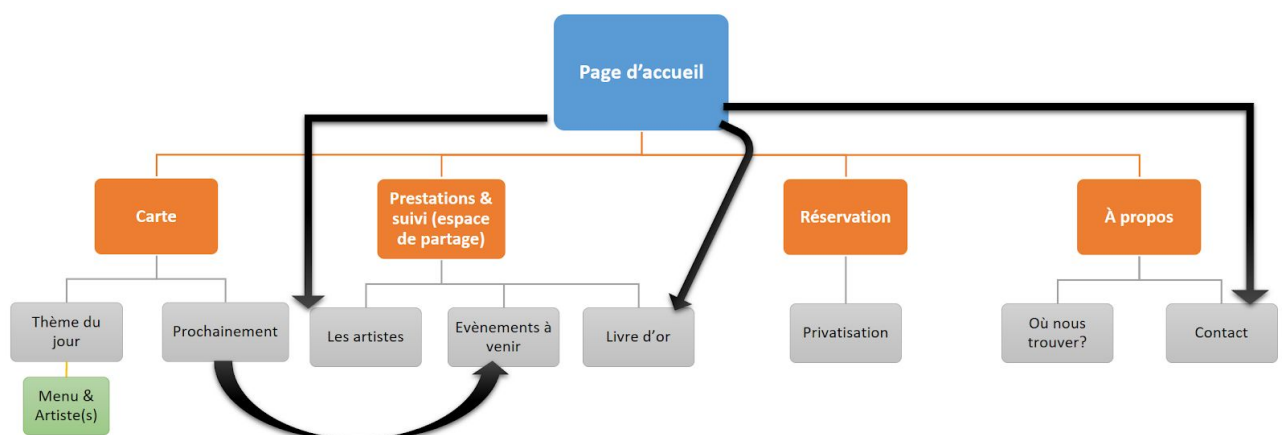 Page d'accueil
Carte
Prestations &
suivi (espace
de partage)
Réservation
À propos
Thème du
jour
Prochainement
Les artistes
Evènements à
venir
Livre d'or
Privatisation
Où nous
trouver?
Contact
Menu &
Artiste(s)